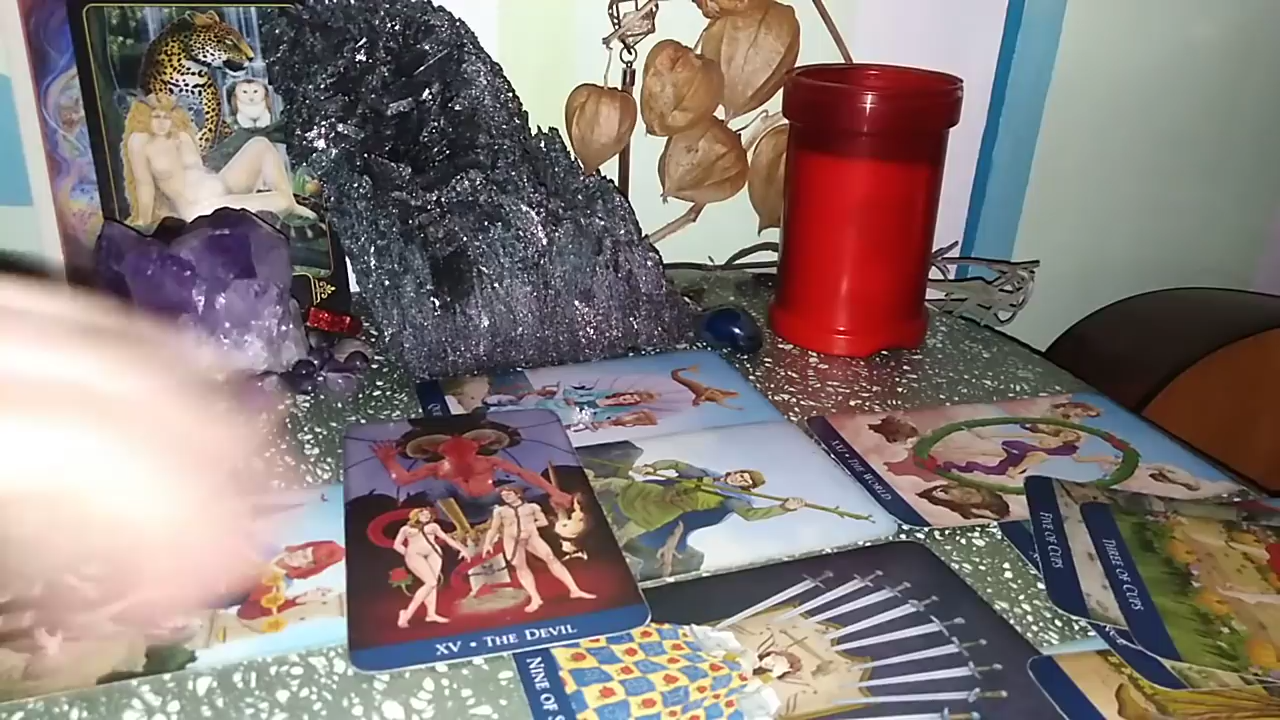 XXI • THE WORLD
FIVE OF CUPS
THREE OF CUPS
XV • THE DEVIL
NINE OF